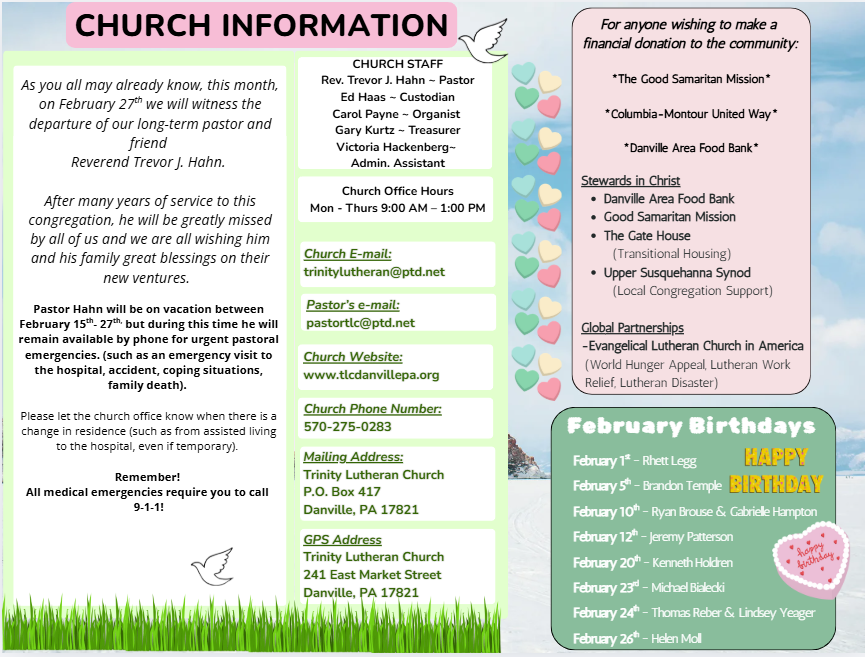 CHURCH INFORMATION
As you all may already know, this month,
on February 27th we will witness the
departure of our long-term pastor and
friend
Reverend Trevor J. Hahn.
After many years of service to this
congregation, he will be greatly missed
by all of us and we are all wishing him
and his family great blessings on their
new ventures.
Pastor Hahn will be on vacation between
February 15th- 27th, but during this time he will
remain available by phone for urgent pastoral
emergencies. (such as an emergency visit to
the hospital, accident, coping situations,
family death).
Please let the church office know when there is a
change in residence (such as from assisted living
to the hospital, even if temporary).
Remember!
All medical emergencies require you to call
9-1-1!
CHURCH STAFF
Rev. Trevor J. Hahn ~ Pastor
Ed Haas ~ Custodian
Carol Payne ~ Organist
Gary Kurtz ~ Treasurer
Victoria Hackenberg~
Admin. Assistant
Church Office Hours
Mon - Thurs 9:00 AM – 1:00 PM
Church E-mail:
trinitylutheran@ptd.net
Pastor's e-mail:
pastortlc@ptd.net
Church Website:
www.tlcdanvillepa.org
Church Phone Number:
570-275-0283
Mailing Address:
Trinity Lutheran Church
P.O. Box 417
Danville, PA 17821
GPS Address
Trinity Lutheran Church
241 East Market Street
Danville, PA 17821
For anyone wishing to make a
financial donation to the community:
*The Good Samaritan Mission*
*Columbia-Montour United Way*
*Danville Area Food Bank*
Stewards in Christ
• Danville Area Food Bank
• Good Samaritan Mission
• The Gate House
(Transitional Housing)
• Upper Susquehanna Synod
(Local Congregation Support)
Global Partnerships
-Evangelical Lutheran Church in America
(World Hunger Appeal, Lutheran Work
Relief, Lutheran Disaster)
February Birthdays
February 1st – Rhett Legg
February 5th – Brandon Temple
February 10th – Ryan Brouse & Gabrielle Hampton
February 12th – Jeremy Patterson
February 20th – Kenneth Holdren
February 23rd – Michael Bialecki
February 24th – Thomas Reber & Lindsey Yeager
February 26th – Helen Moll
HAPPY
BIRTHDAY
happy
birthday